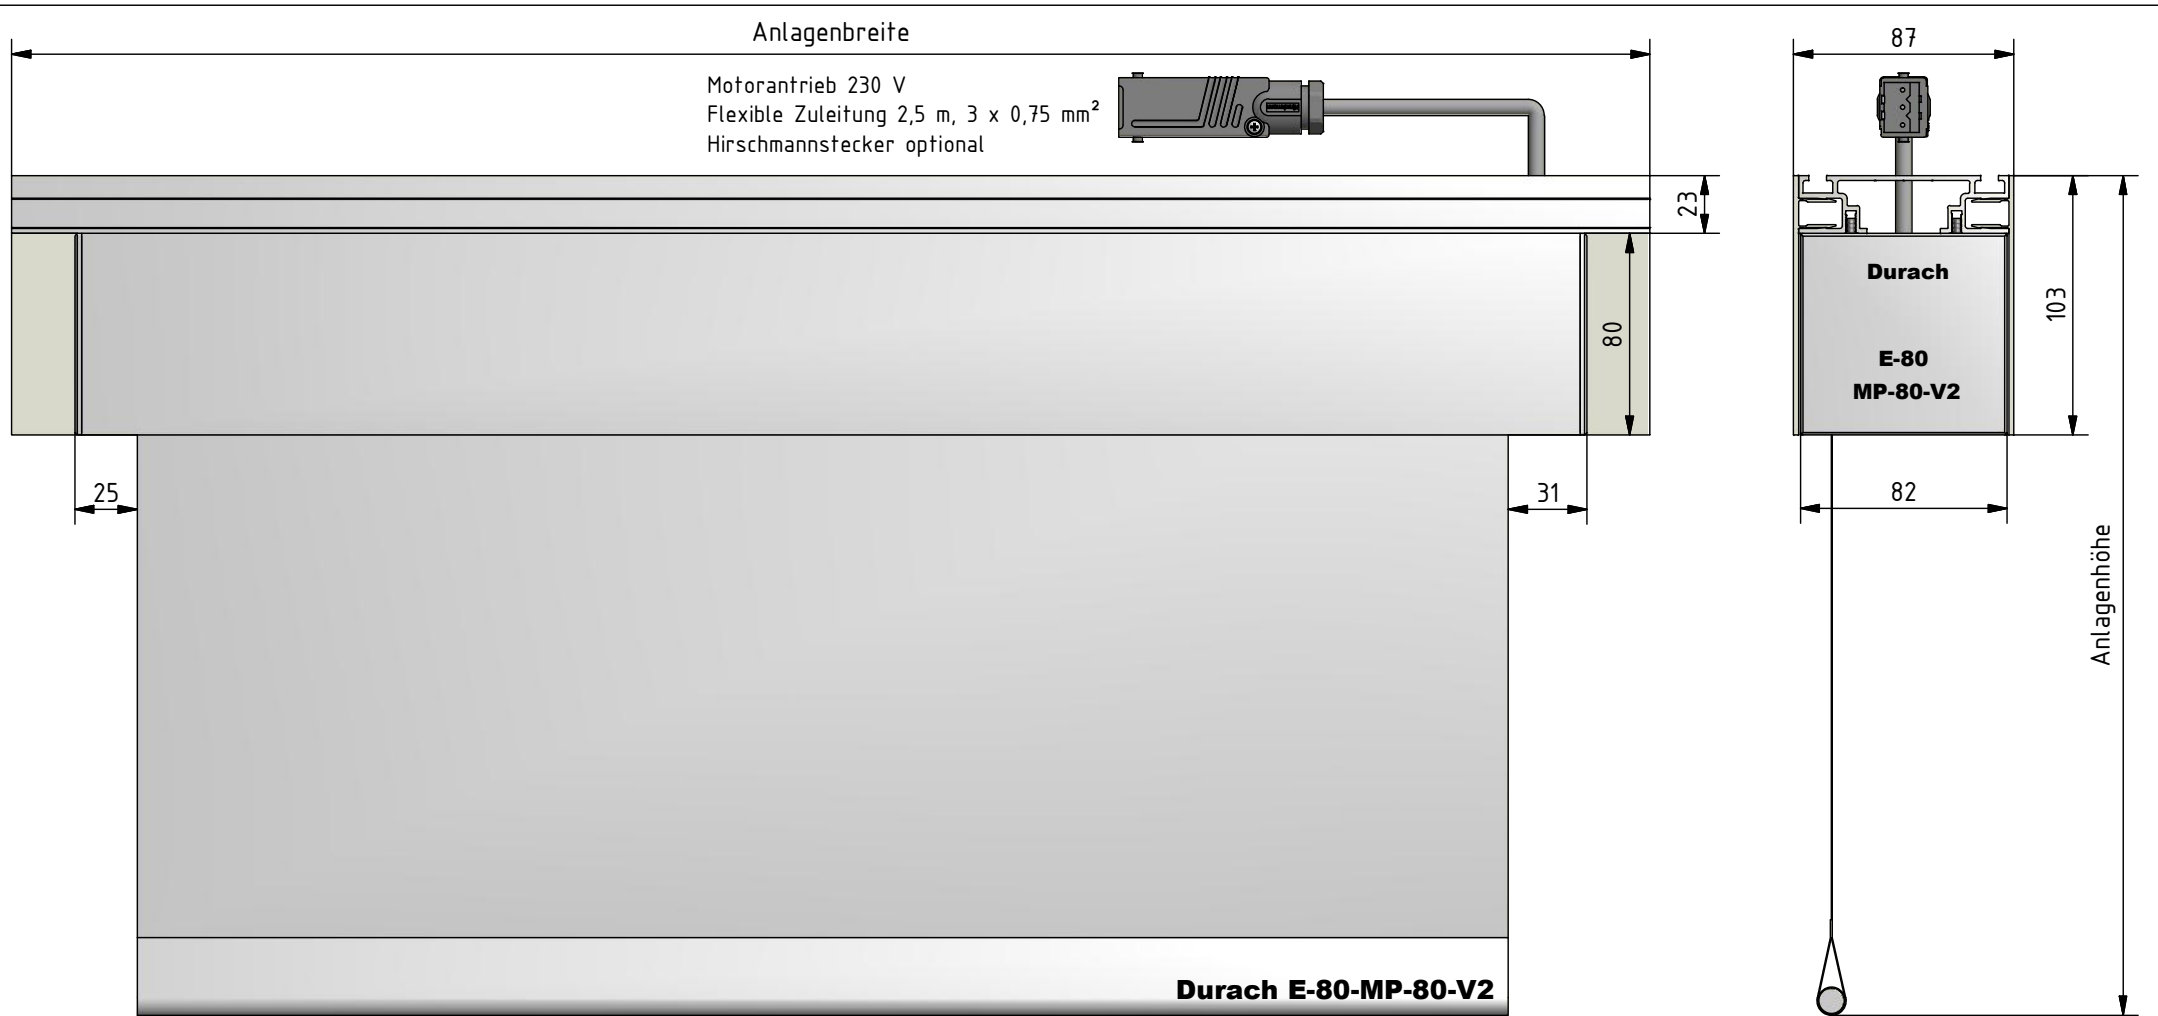 Anlagenbreite
87
Motorantrieb 230 V
Flexible Zuleitung 2,5 m, 3 x 0,75 mm²
Hirschmannstecker optional
23
Durach
103
80
E-80
MP-80-V2
25
31
82
Anlagenhöhe
Durach E-80-MP-80-V2